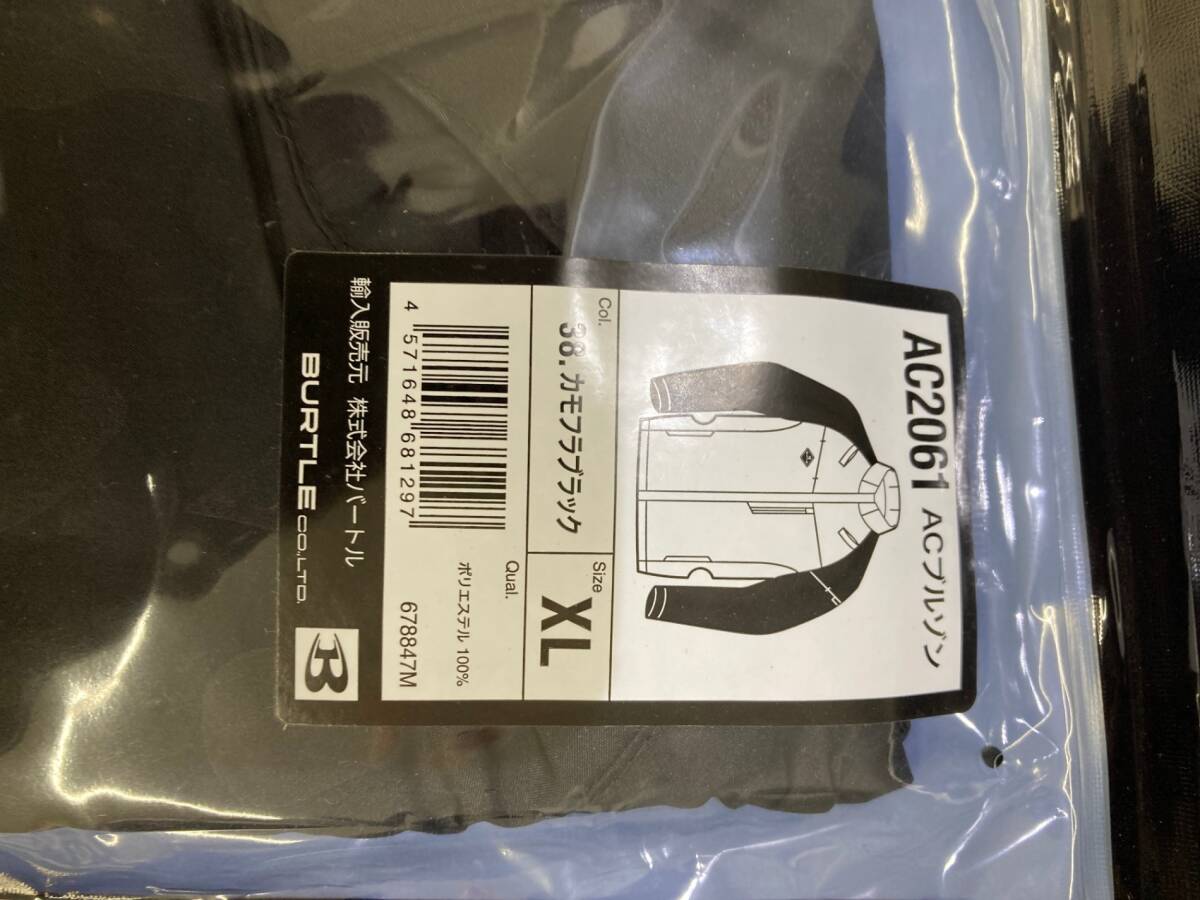 AC2061 ACブルゾン
Col.
38. カモフラブラック
Size
XL
4 571648 681297
Qual.
ポリエステル 100%
678847M
輸入販売元 株式会社バートル
BURTLE CO.,LTD.
B